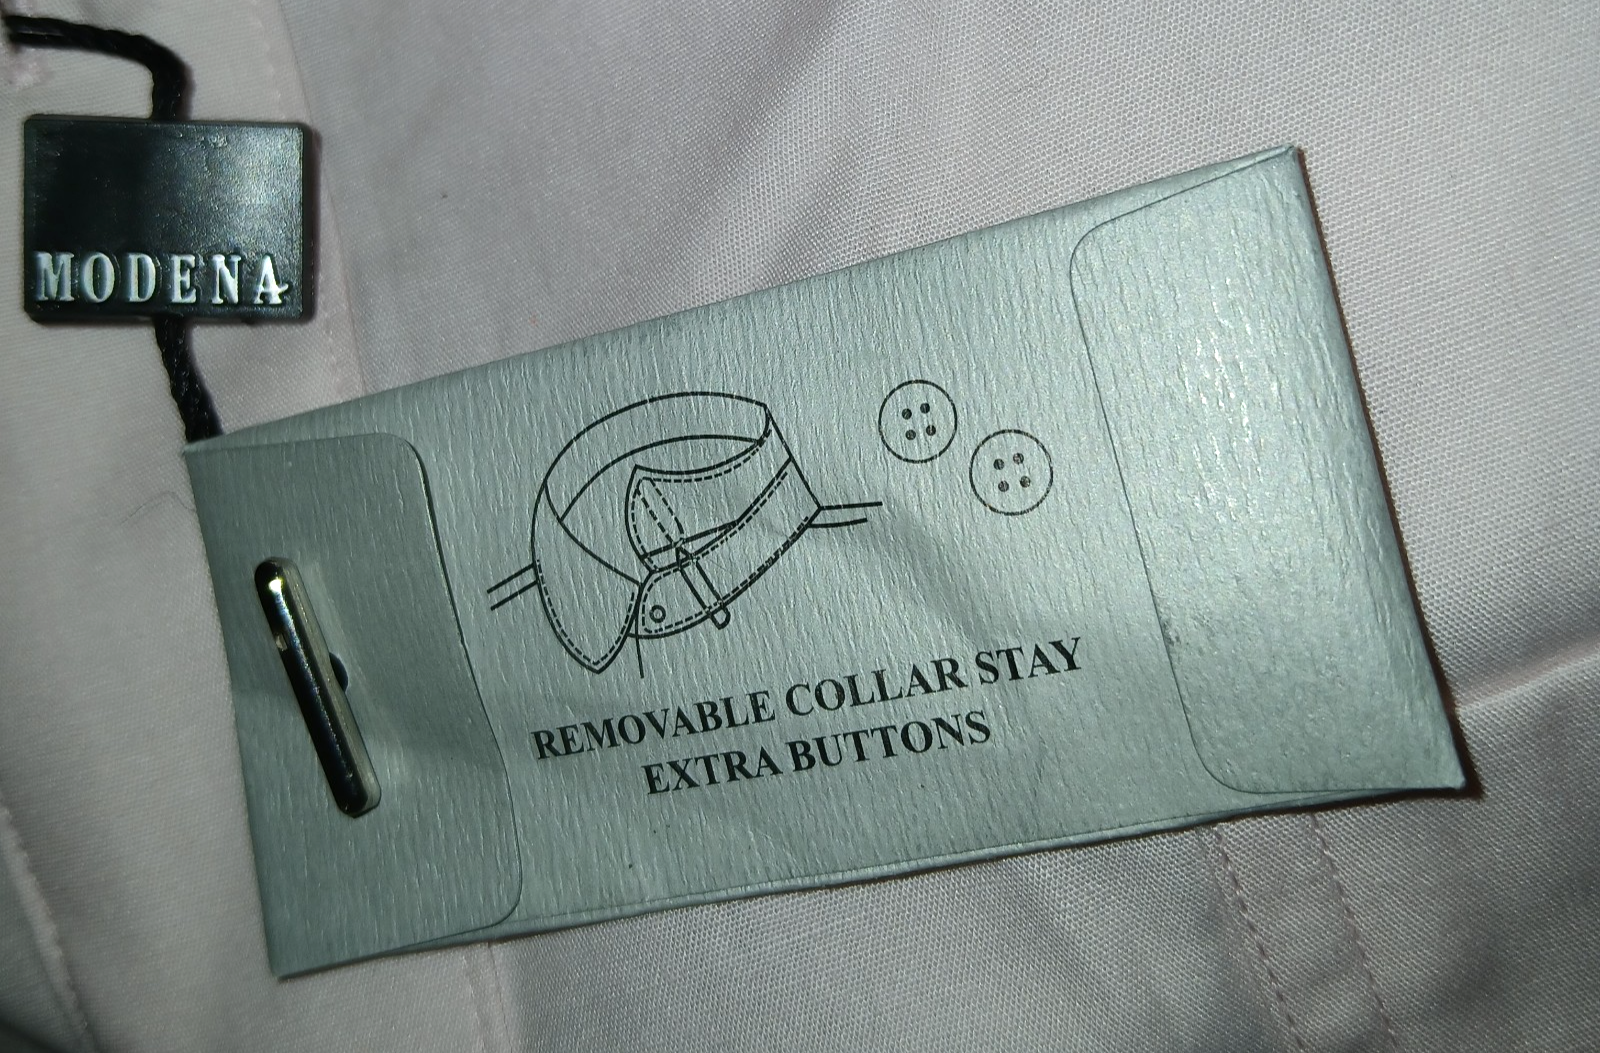 MODENA
REMOVABLE COLLAR STAY
EXTRA BUTTONS